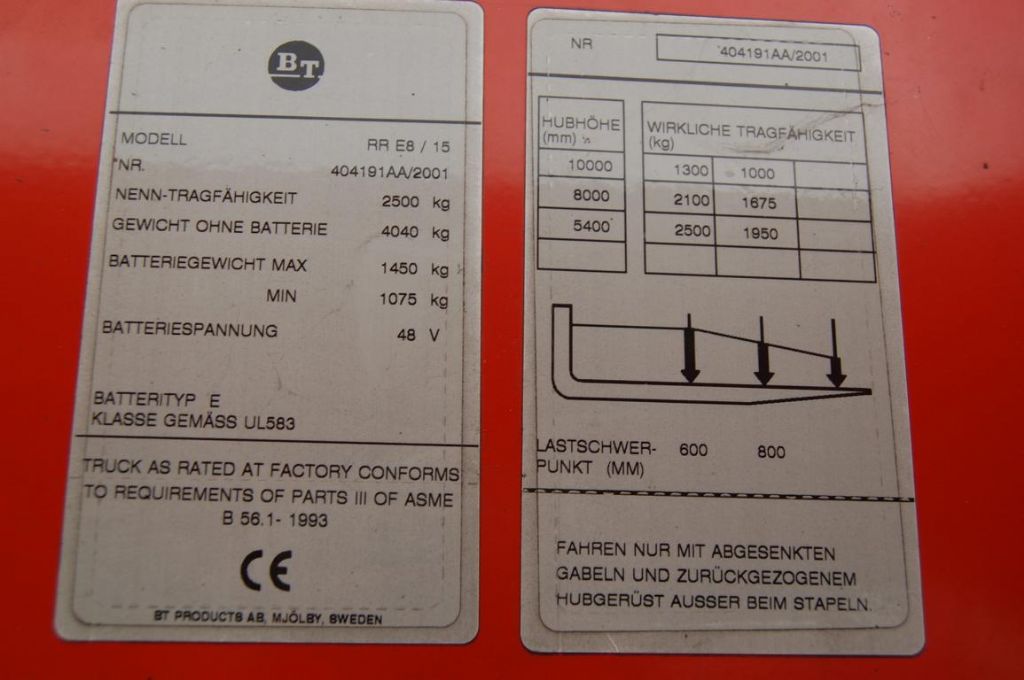 BT
MODELL RR E8 / 15
NR. 404191AA/2001
NENN-TRAGFÄHIGKEIT 2500 kg
GEWICHT OHNE BATTERIE 4040 kg
BATTERIEGEWICHT MAX 1450 kg
MIN 1075 kg
BATTERIESPANNUNG 48 V
BATTERITYP E
KLASSE GEMÄSS UL583
TRUCK AS RATED AT FACTORY CONFORMS
TO REQUIREMENTS OF PARTS III OF ASME
B 56.1- 1993
CE
BT PRODUCTS AB, MJÖLBY, SWEDEN
NR 404191AA/2001
HUBHÖHE WIRKLICHE TRAGFÄHIGKEIT
(mm) (kg)
10000 1300 1000
8000 2100 1675
5400 2500 1950
LASTSCHWER- 600 800
PUNKT (MM)
FAHREN NUR MIT ABGESENKTEN
GABELN UND ZURÜCKGEZOGENEM
HUBGERÜST AUSSER BEIM STAPELN.